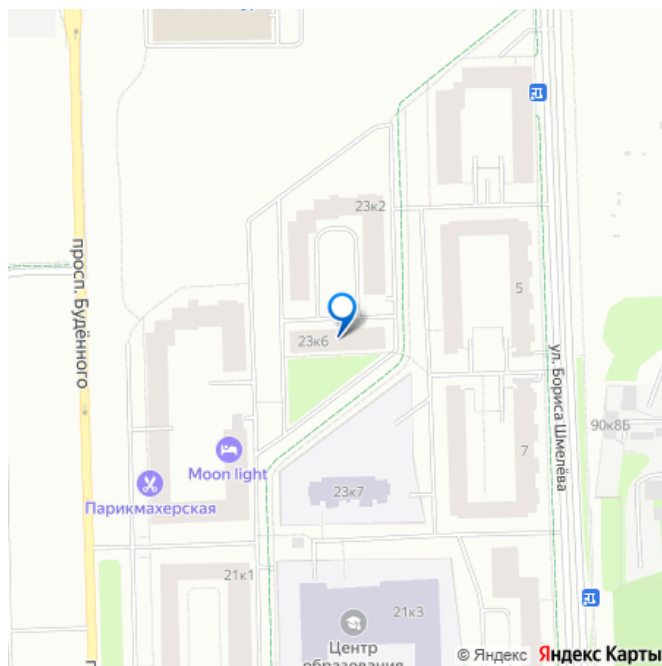 23к2
просп. Будённого
5
23к6
ул. Бориса Шмелёва
90к8Б
Moon light
7
Парикмахерская
23к7
21к1
21к3
Центр
образования
© Яндекс Яндекс Карты